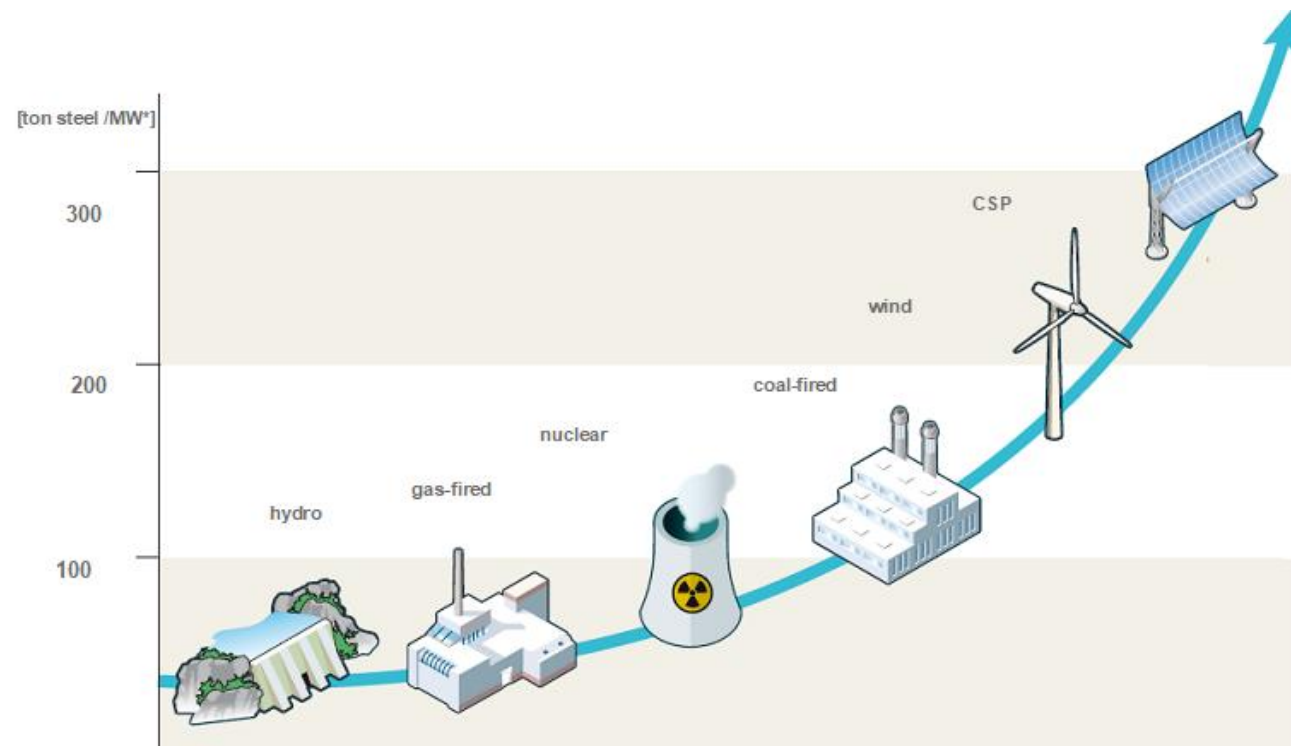 [ton steel /MW*]
300
CSP
wind
200
coal-fired
nuclear
gas-fired
hydro
100